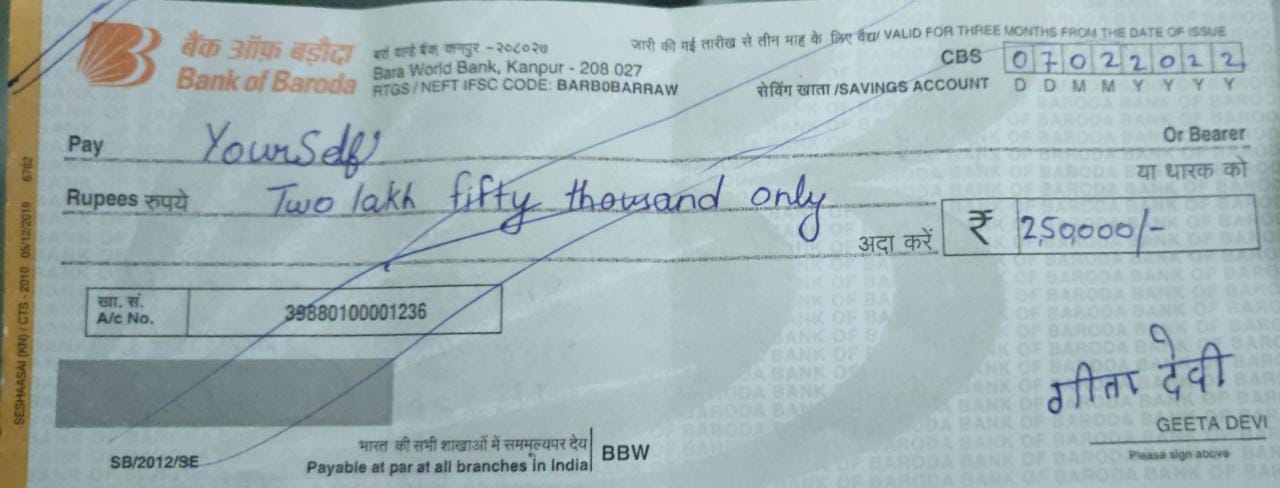 बैंक ऑफ़ बड़ौदा
Bank of Baroda
बर्रा वर्ल्ड बैंक, कानपुर -२०८०२७
Bara World Bank, Kanpur - 208 027
RTGS / NEFT IFSC CODE: BARB0BARRAW
जारी की गई तारीख से तीन माह के लिए वैध/ VALID FOR THREE MONTHS FROM THE DATE OF ISSUE
CBS 07022022
सेविंग खाता /SAVINGS ACCOUNT D D M M Y Y Y Y
Pay Yourself Or Bearer
या धारक को
Rupees रुपये Two lakh fifty thousand only
अदा करें ₹ 2,50,000/-
खा. सं.
A/c No. 39880100001236
गीता देवी
GEETA DEVI
Please sign above
SB/2012/SE
भारत की सभी शाखाओं में सममूल्यपर देय
Payable at par at all branches in India
BBW
SESHAASAI (KN) / CTS - 2010 05/12/2019 6762
BANK OF BARODA